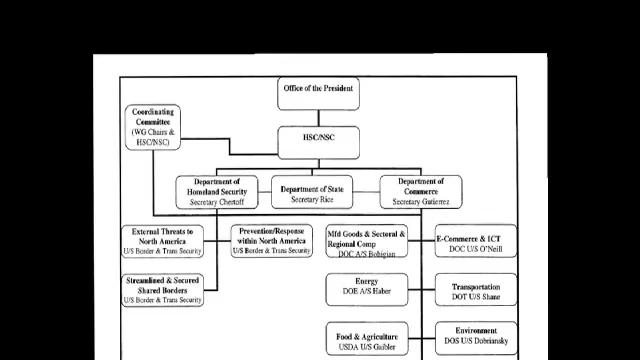 Office of the President
Coordinating
Committee
(WG Chairs &
HSC/NSC)
HSC/NSC
Department of
Homeland Security
Secretary Chertoff
Department of State
Secretary Rice
Department of
Commerce
Secretary Gutierrez
External Threats to
North America
U/S Border & Trans Security
Prevention/Response
within North America
U/S Border & Trans Security
Mfd Goods & Sectoral &
Regional Comp
DOC A/S Bohigian
E-Commerce & ICT
DOC U/S O'Neill
Streamlined & Secured
Shared Borders
U/S Border & Trans Security
Energy
DOE A/S Haber
Transportation
DOT U/S Shane
Food & Agriculture
USDA U/S Gaibler
Environment
DOS U/S Dobriansky